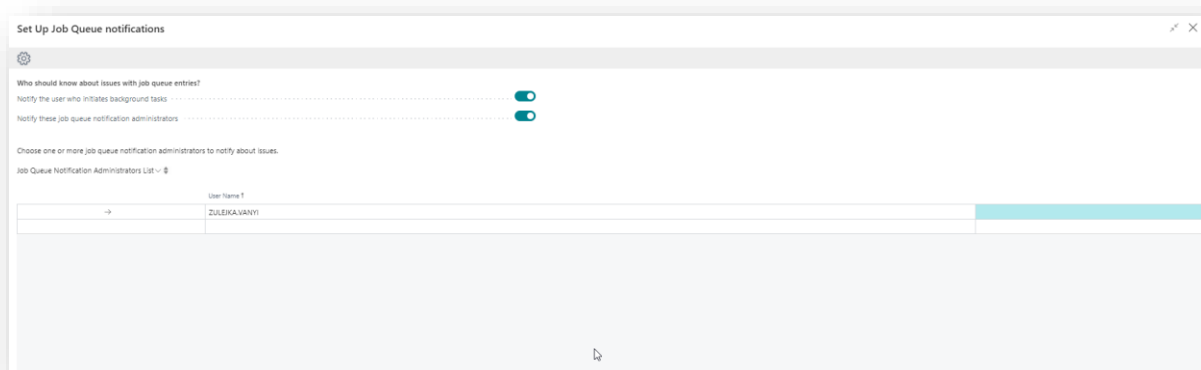 Set Up Job Queue notifications
Who should know about issues with job queue entries?
Notify the user who initiates background tasks
Notify these job queue notification administrators
Choose one or more job queue notification administrators to notify about issues.
Job Queue Notification Administrators List
User Name ↑
→ ZULEJKA.VANYI